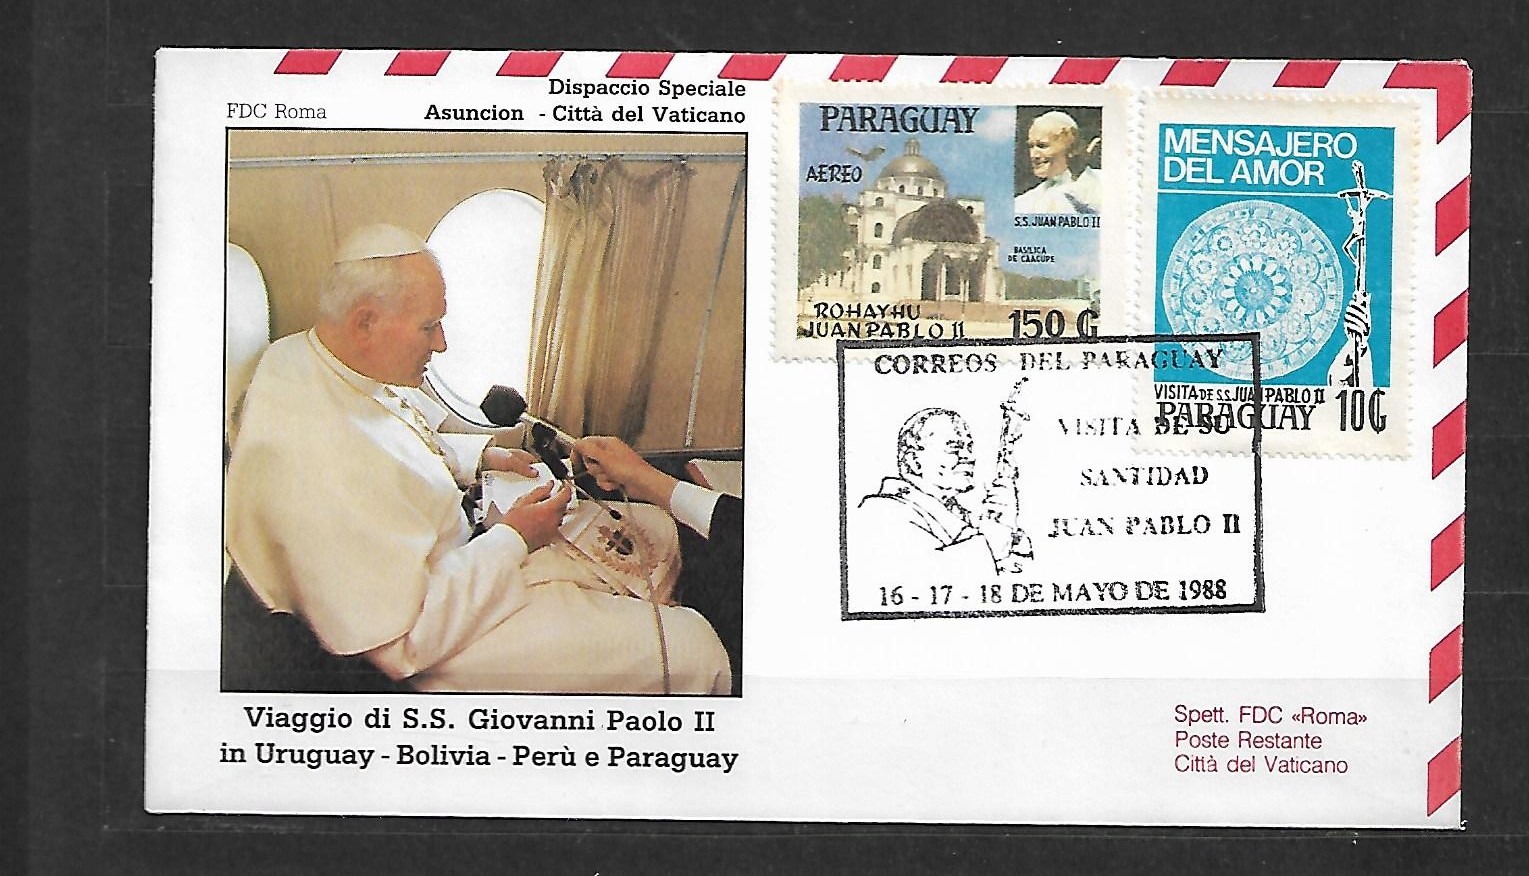 Dispaccio Speciale
FDC Roma
Asuncion - Città del Vaticano
PARAGUAY
AEREO
S.S. JUAN PABLO II
BASILICA
DE CAACUPE
ROHAYHU
JUAN PABLO II
150 ₲
MENSAJERO
DEL AMOR
VISITA DE S.S. JUAN PABLO II
PARAGUAY 10₲
CORREOS DEL PARAGUAY
VISITA DE SU
SANTIDAD
JUAN PABLO II
16 - 17 - 18 DE MAYO DE 1988
Viaggio di S.S. Giovanni Paolo II
in Uruguay - Bolivia - Perù e Paraguay
Spett. FDC «Roma»
Poste Restante
Città del Vaticano